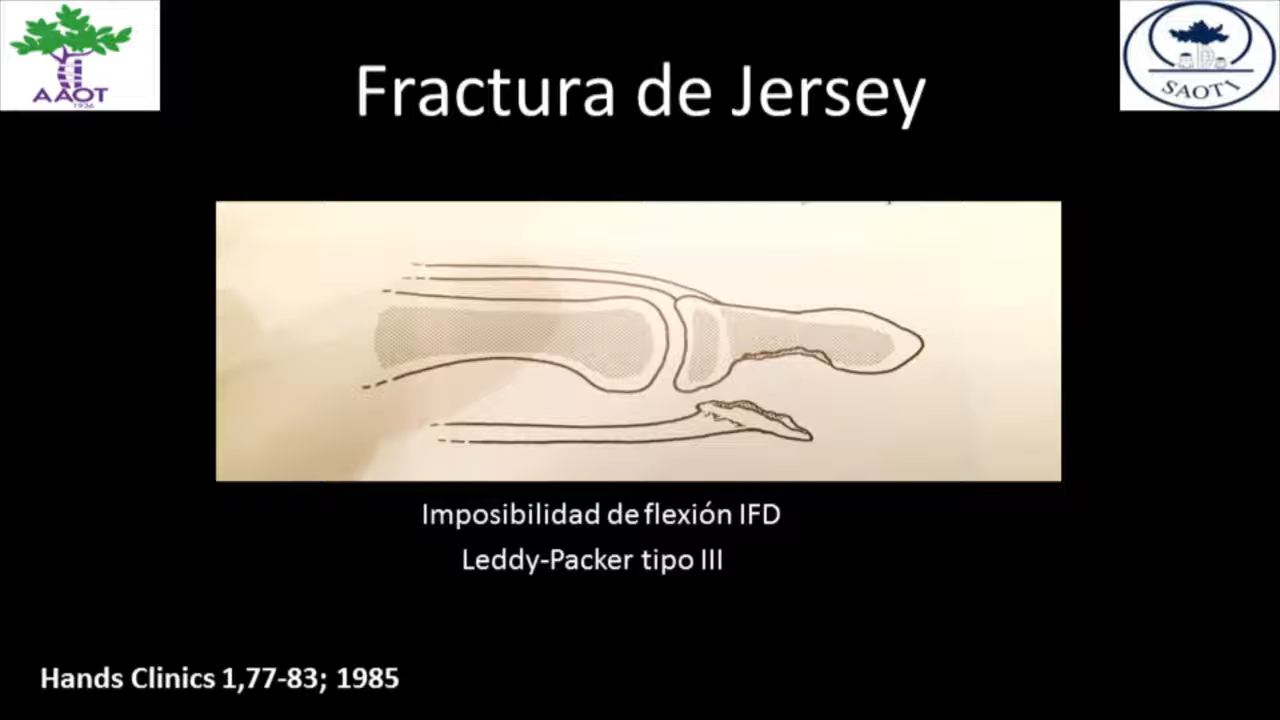 AAOT
1936
SAOTI
Fractura de Jersey
Imposibilidad de flexión IFD
Leddy-Packer tipo III
Hands Clinics 1,77-83; 1985